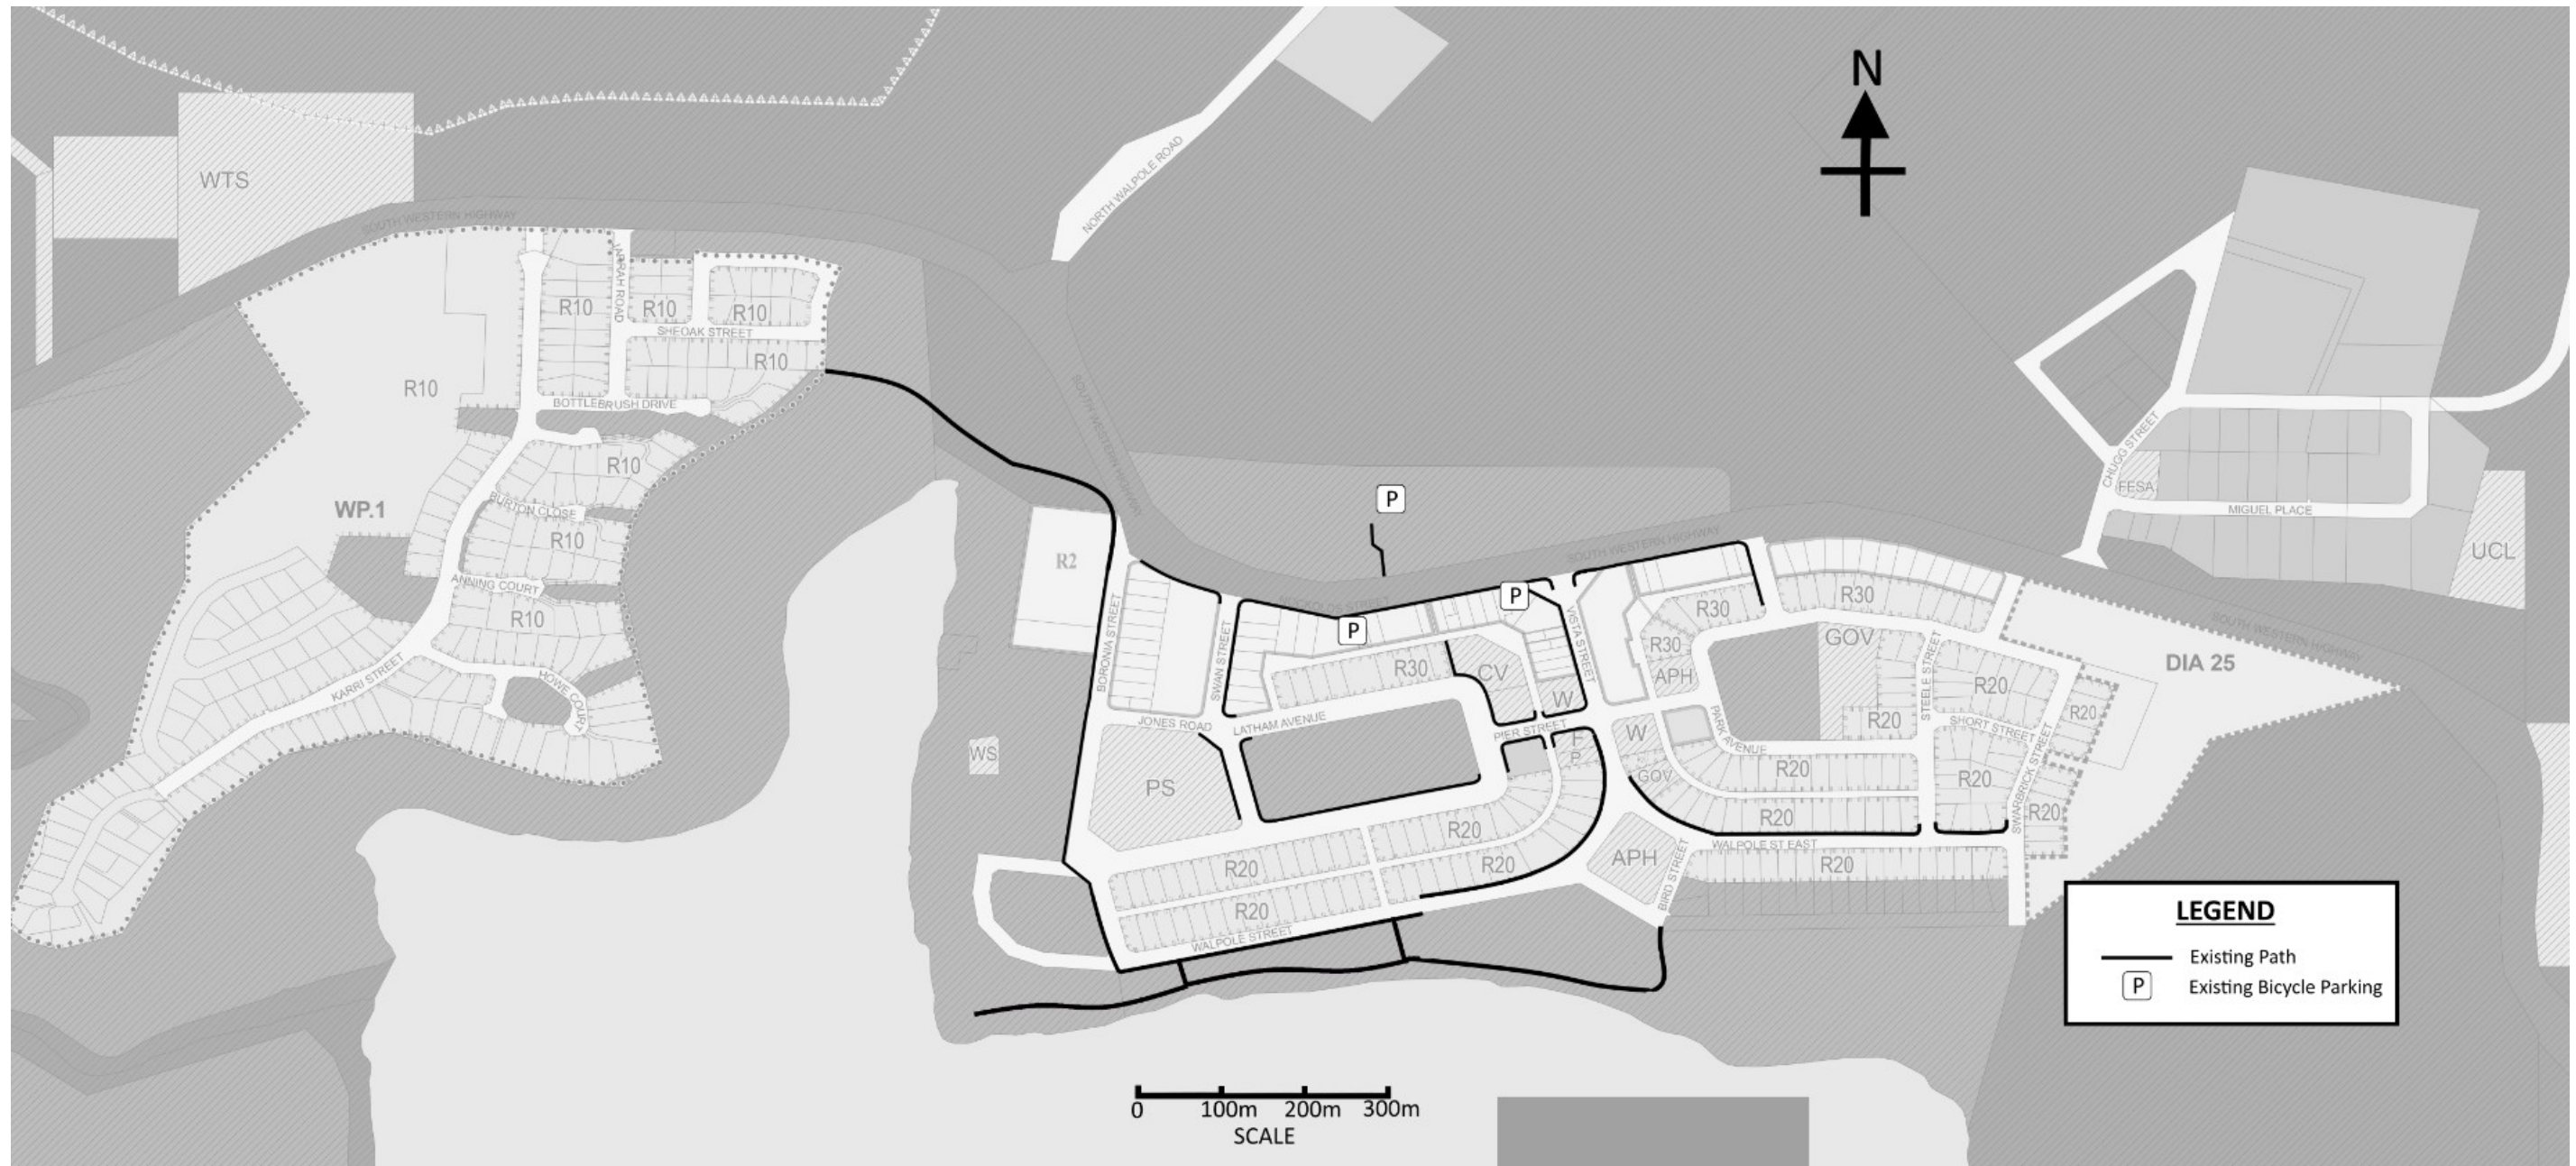 N
WTS
SOUTH WESTERN HIGHWAY
NORTH WALPOLE ROAD
JARRAH ROAD
R10
R10
R10
SHEOAK STREET
R10
R10
BOTTLEBRUSH DRIVE
R10
BURTON CLOSE
WP.1
R10
ANNING COURT
R10
HOWE COURT
KARRI STREET
SOUTH WESTERN HIGHWAY
P
CHUGG STREET
FESA
MIGUEL PLACE
UCL
R2
SOUTH WESTERN HIGHWAY
BORONIA STREET
SWAN STREET
NOCKOLDS STREET
P
P
VISTA STREET
R30
R30
R30
R30
CV
W
APH
GOV
STEELE STREET
SOUTH WESTERN HIGHWAY
DIA 25
R20
R20
R20
SHORT STREET
SWARBRICK STREET
JONES ROAD
LATHAM AVENUE
PIER STREET
F
P
W
GOV
PARK AVENUE
WS
PS
R20
R20
R20
R20
R20
R20
R20
R20
APH
BIRD STREET
WALPOLE ST EAST
R20
WALPOLE STREET
LEGEND
Existing Path
P Existing Bicycle Parking
0 100m 200m 300m
SCALE